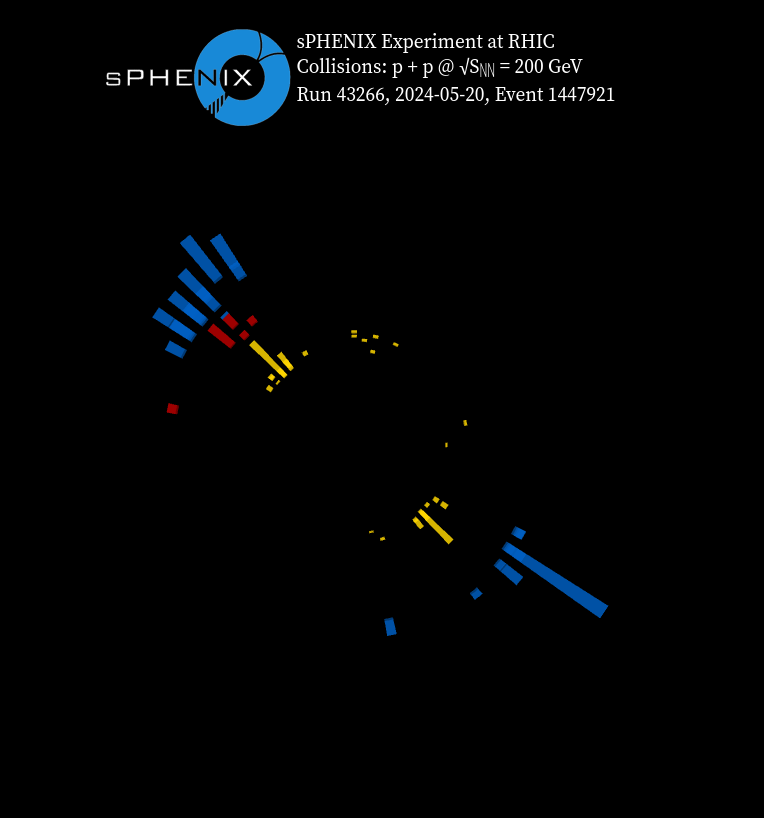 sPHENIX
sPHENIX Experiment at RHIC
Collisions: p + p @ √S_NN = 200 GeV
Run 43266, 2024-05-20, Event 1447921